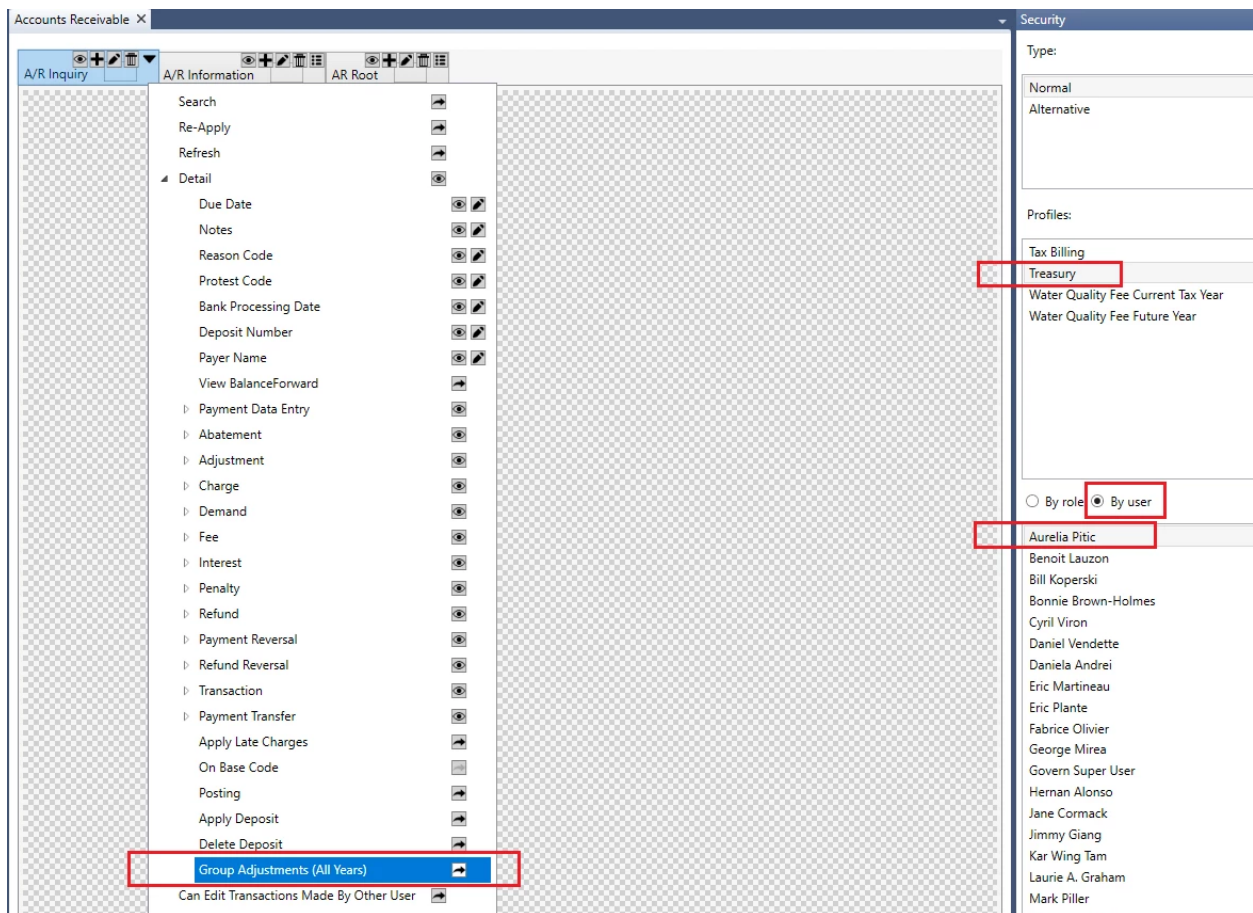 Accounts Receivable
A/R Inquiry
A/R Information
AR Root
Search
Re-Apply
Refresh
Detail
Due Date
Notes
Reason Code
Protest Code
Bank Processing Date
Deposit Number
Payer Name
View BalanceForward
Payment Data Entry
Abatement
Adjustment
Charge
Demand
Fee
Interest
Penalty
Refund
Payment Reversal
Refund Reversal
Transaction
Payment Transfer
Apply Late Charges
On Base Code
Posting
Apply Deposit
Delete Deposit
Group Adjustments (All Years)
Can Edit Transactions Made By Other User
Security
Type:
Normal
Alternative
Profiles:
Tax Billing
Treasury
Water Quality Fee Current Tax Year
Water Quality Fee Future Year
By role By user
Aurelia Pitic
Benoit Lauzon
Bill Koperski
Bonnie Brown-Holmes
Cyril Viron
Daniel Vendette
Daniela Andrei
Eric Martineau
Eric Plante
Fabrice Olivier
George Mirea
Govern Super User
Hernan Alonso
Jane Cormack
Jimmy Giang
Kar Wing Tam
Laurie A. Graham
Mark Piller